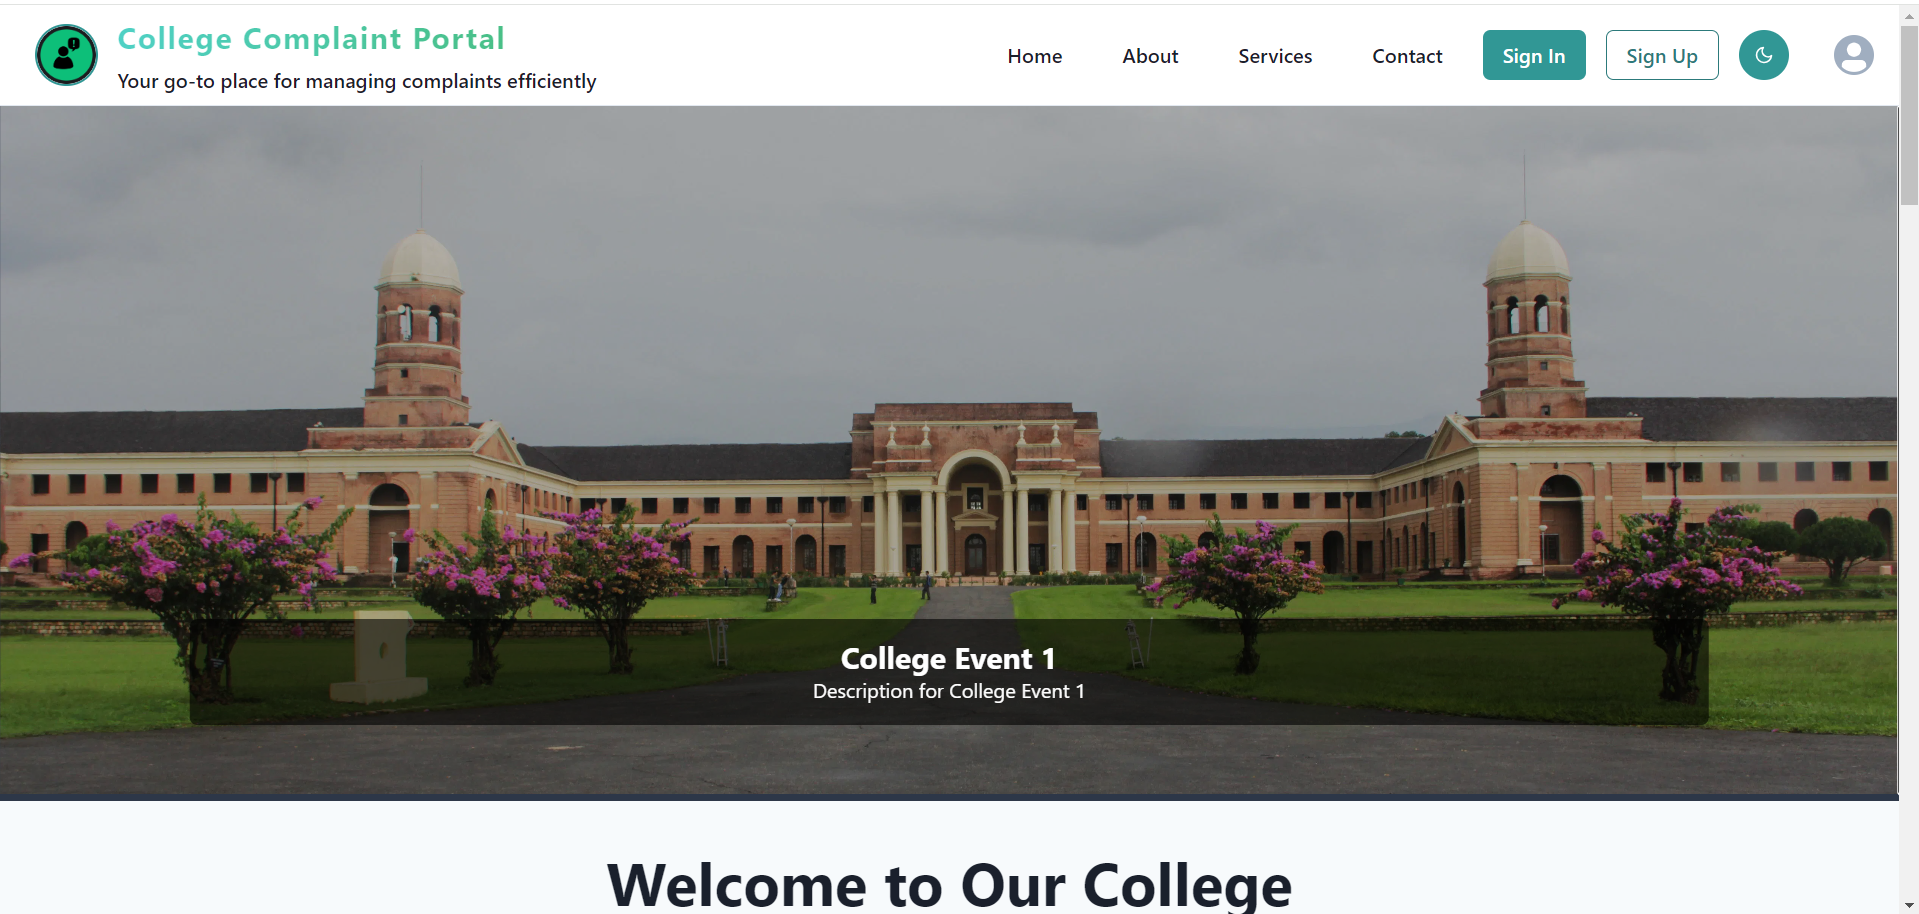 College Complaint Portal
Your go-to place for managing complaints efficiently
Home About Services Contact Sign In Sign Up
College Event 1
Description for College Event 1
Welcome to Our College